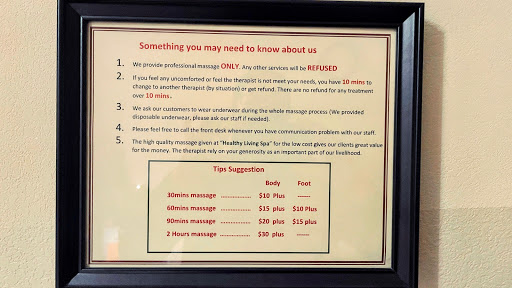 Something you may need to know about us
1. We provide professional massage ONLY. Any other services will be REFUSED
2. If you feel any uncomforted or feel the therapist is not meet your needs, you have 10 mins to
change to another therapist (by situation) or get refund. There are no refund for any treatment
over 10 mins.
3. We ask our customers to wear underwear during the whole massage process (We provided
disposable underwear, please ask our staff if needed).
4. Please feel free to call the front desk whenever you have communication problem with our staff.
5. The high quality massage given at "Healthy Living Spa" for the low cost gives our clients great value
for the money. The therapist rely on your generosity as an important part of our livelihood.
Tips Suggestion
Body Foot
30mins massage .................. $10 Plus ------
60mins massage .................. $15 plus $10 Plus
90mins massage .................. $20 plus $15 plus
2 Hours massage .................. $30 plus ------